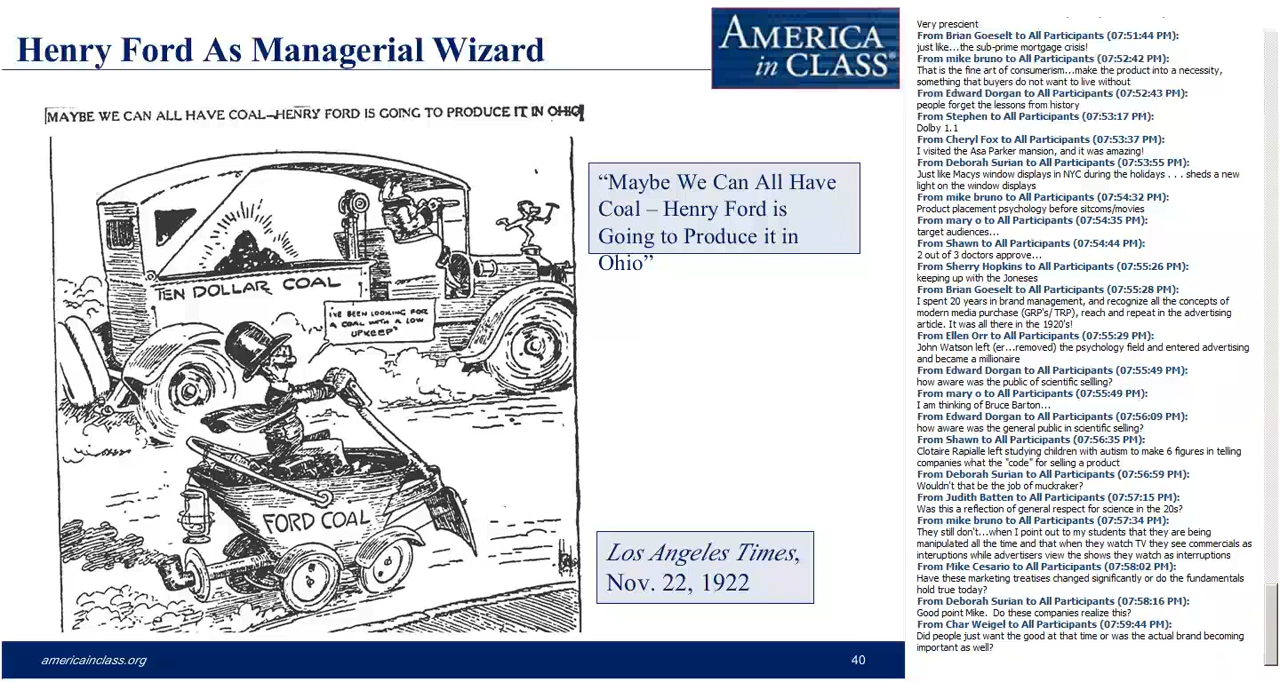 Henry Ford As Managerial Wizard
AMERICA
in CLASS®
MAYBE WE CAN ALL HAVE COAL—HENRY FORD IS GOING TO PRODUCE IT IN OHIO
TEN DOLLAR COAL
"I'VE BEEN LOOKING FOR
A COAL WITH A LOW
UPKEEP"
FORD COAL
“Maybe We Can All Have
Coal – Henry Ford is
Going to Produce it in
Ohio”
Los Angeles Times,
Nov. 22, 1922
americainclass.org
40
Very prescient
From Brian Goeselt to All Participants (07:51:44 PM):
just like...the sub-prime mortgage crisis!
From mike bruno to All Participants (07:52:42 PM):
That is the fine art of consumerism...make the product into a necessity,
something that buyers do not want to live without
From Edward Dorgan to All Participants (07:52:43 PM):
people forget the lessons from history
From Stephen to All Participants (07:53:17 PM):
Dolby 1.1
From Cheryl Fox to All Participants (07:53:37 PM):
I visited the Asa Parker mansion, and it was amazing!
From Deborah Surian to All Participants (07:53:55 PM):
Just like Macys window displays in NYC during the holidays . . . sheds a new
light on the window displays
From mike bruno to All Participants (07:54:32 PM):
Product placement psychology before sitcoms/movies
From mary o to All Participants (07:54:35 PM):
target audiences...
From Shawn to All Participants (07:54:44 PM):
2 out of 3 doctors approve...
From Sherry Hopkins to All Participants (07:55:26 PM):
keeping up with the Joneses
From Brian Goeselt to All Participants (07:55:28 PM):
I spent 20 years in brand management, and recognize all the concepts of
modern media purchase (GRP's/ TRP), reach and repeat in the advertising
article. It was all there in the 1920's!
From Ellen Orr to All Participants (07:55:29 PM):
John Watson left (er...removed) the psychology field and entered advertising
and became a millionaire
From Edward Dorgan to All Participants (07:55:49 PM):
how aware was the public of scientific sellling?
From mary o to All Participants (07:55:49 PM):
I am thinking of Bruce Barton...
From Edward Dorgan to All Participants (07:56:09 PM):
how aware was the general public in scientific selling?
From Shawn to All Participants (07:56:35 PM):
Clotaire Rapialle left studying children with autism to make 6 figures in telling
companies what the "code" for selling a product
From Deborah Surian to All Participants (07:56:59 PM):
Wouldn't that be the job of muckraker?
From Judith Batten to All Participants (07:57:15 PM):
Was this a reflection of general respect for science in the 20s?
From mike bruno to All Participants (07:57:34 PM):
They still don't...when I point out to my students that they are being
manipulated all the time and that when they watch TV they see commercials as
interuptions while advertisers view the shows they watch as interruptions
From Mike Cesario to All Participants (07:58:02 PM):
Have these marketing treatises changed significantly or do the fundamentals
hold true today?
From Deborah Surian to All Participants (07:58:16 PM):
Good point Mike.  Do these companies realize this?
From Char Weigel to All Participants (07:59:44 PM):
Did people just want the good at that time or was the actual brand becoming
important as well?